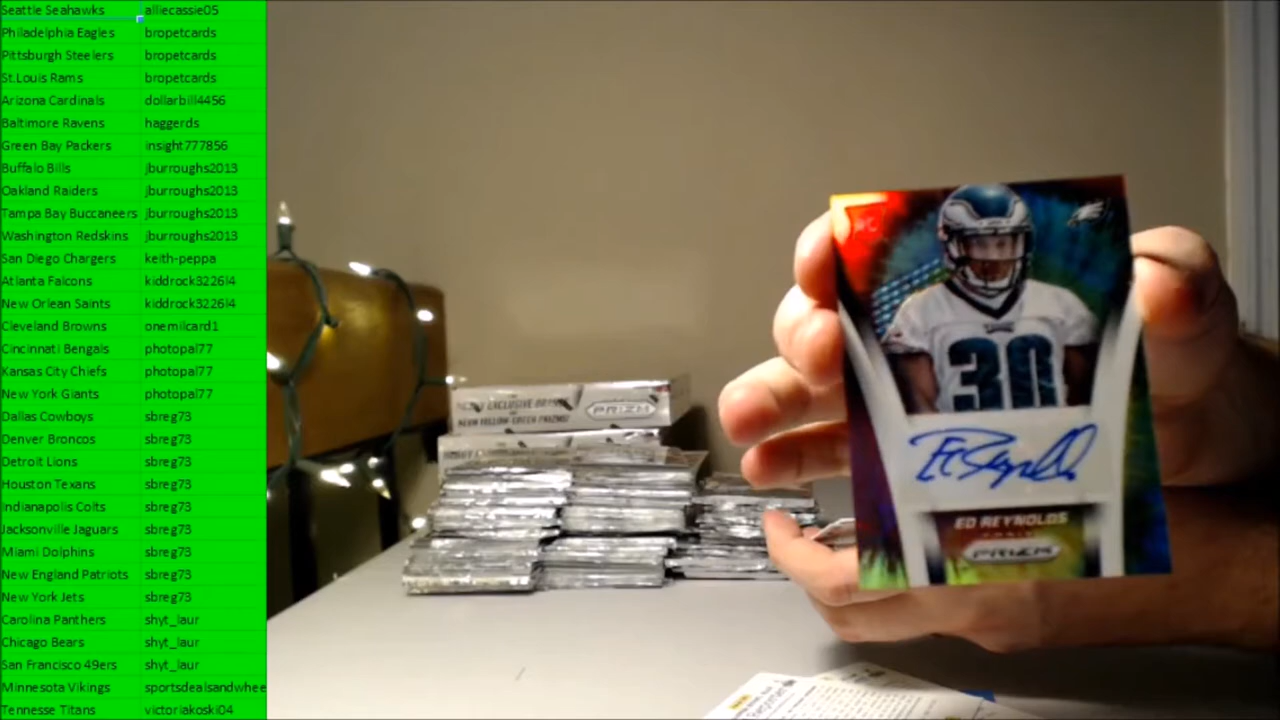 Seattle Seahawks alliecassie05
Philadelphia Eagles bropetcards
Pittsburgh Steelers bropetcards
St.Louis Rams bropetcards
Arizona Cardinals dollarbill4456
Baltimore Ravens haggerds
Green Bay Packers insight777856
Buffalo Bills jburroughs2013
Oakland Raiders jburroughs2013
Tampa Bay Buccaneers jburroughs2013
Washington Redskins jburroughs2013
San Diego Chargers keith-peppa
Atlanta Falcons kiddrock322614
New Orlean Saints kiddrock322614
Cleveland Browns onemilcard1
Cincinnati Bengals photopal77
Kansas City Chiefs photopal77
New York Giants photopal77
Dallas Cowboys sbreg73
Denver Broncos sbreg73
Detroit Lions sbreg73
Houston Texans sbreg73
Indianapolis Colts sbreg73
Jacksonville Jaguars sbreg73
Miami Dolphins sbreg73
New England Patriots sbreg73
New York Jets sbreg73
Carolina Panthers shyt_laur
Chicago Bears shyt_laur
San Francisco 49ers shyt_laur
Minnesota Vikings sportsdealsandwhee
Tennesse Titans victoriakoski04
PRIZM
RC
30
Ed Reynolds
ED REYNOLDS
PANINI
PRIZM